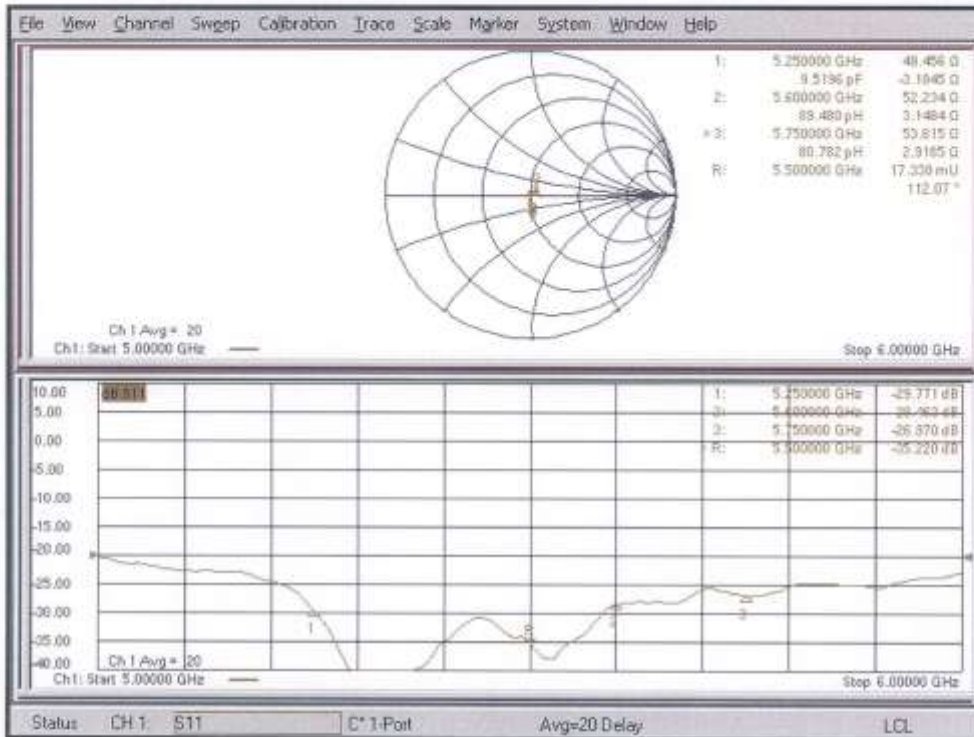 File View Channel Sweep Calibration Trace Scale Marker System Window Help
1: 5.250000 GHz 48.456 Ω
9.5196 pF -3.1845 Ω
2: 5.600000 GHz 52.234 Ω
89.480 pH 3.1484 Ω
> 3: 5.750000 GHz 53.815 Ω
80.782 pH 2.9185 Ω
R: 5.500000 GHz 17.338 mU
112.07 °
Ch 1 Avg = 20
Ch1: Start 5.00000 GHz
Stop 6.00000 GHz
10.00
5.00
0.00
-5.00
-10.00
-15.00
-20.00
-25.00
-30.00
-35.00
-40.00
1: 5.250000 GHz -29.771 dB
5.600000 GHz
5.750000 GHz -26.870 dB
> R: 5.500000 GHz -35.220 dB
1
Ch 1 Avg = 20
Ch1: Start 5.00000 GHz
Stop 6.00000 GHz
Status CH 1: S11 C* 1-Port Avg=20 Delay LCL